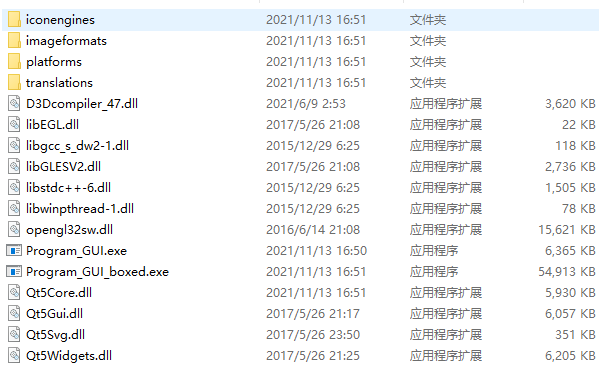 iconengines 2021/11/13 16:51 文件夹
imageformats 2021/11/13 16:51 文件夹
platforms 2021/11/13 16:51 文件夹
translations 2021/11/13 16:51 文件夹
D3Dcompiler_47.dll 2021/6/9 2:53 应用程序扩展 3,620 KB
libEGL.dll 2017/5/26 21:08 应用程序扩展 22 KB
libgcc_s_dw2-1.dll 2015/12/29 6:25 应用程序扩展 118 KB
libGLESV2.dll 2017/5/26 21:08 应用程序扩展 2,736 KB
libstdc++-6.dll 2015/12/29 6:25 应用程序扩展 1,505 KB
libwinpthread-1.dll 2015/12/29 6:25 应用程序扩展 78 KB
opengl32sw.dll 2016/6/14 21:08 应用程序扩展 15,621 KB
Program_GUI.exe 2021/11/13 16:50 应用程序 6,365 KB
Program_GUI_boxed.exe 2021/11/13 16:51 应用程序 54,913 KB
Qt5Core.dll 2021/11/13 16:51 应用程序扩展 5,930 KB
Qt5Gui.dll 2017/5/26 21:17 应用程序扩展 6,057 KB
Qt5Svg.dll 2017/5/26 23:50 应用程序扩展 351 KB
Qt5Widgets.dll 2017/5/26 21:25 应用程序扩展 6,205 KB